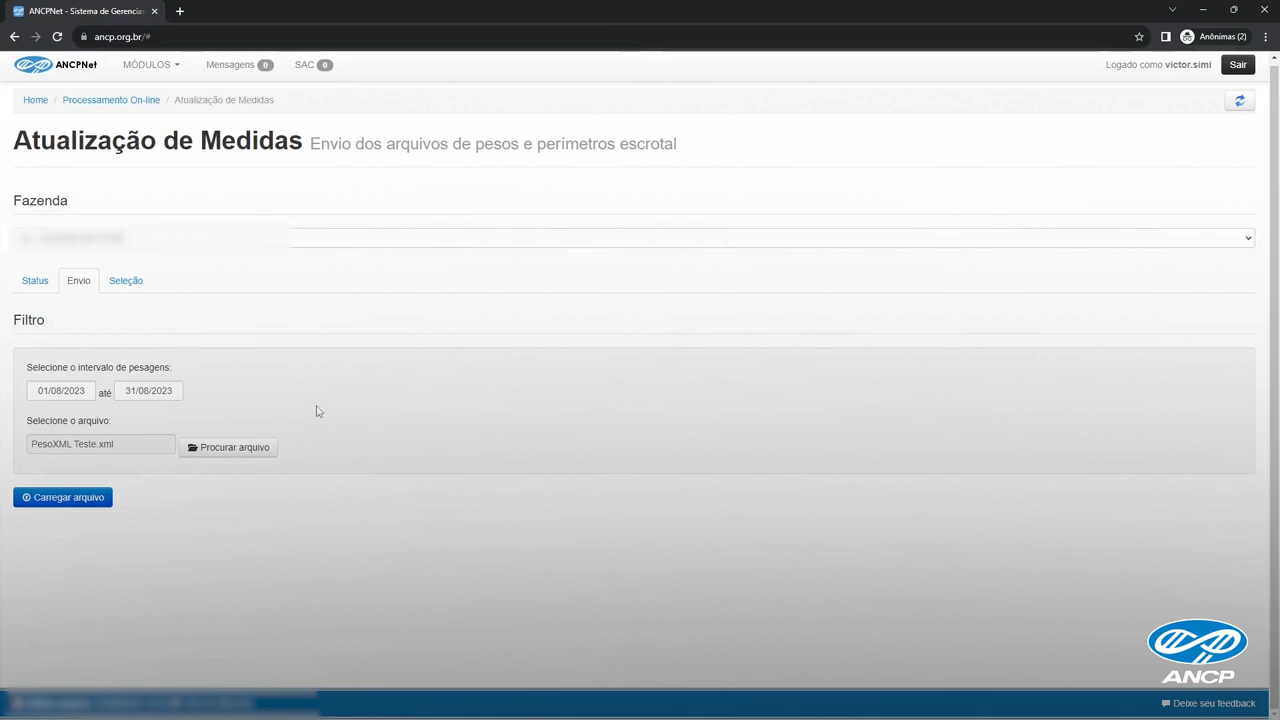 ANCPNet - Sistema de Gerencia
ancp.org.br/#
Anônimas (2)
ANCPNet
MÓDULOS
Mensagens 0
SAC 0
Logado como victor.simi
Sair
Home / Processamento On-line / Atualização de Medidas
Atualização de Medidas Envio dos arquivos de pesos e perímetros escrotal
Fazenda
Status
Envio
Seleção
Filtro
Selecione o intervalo de pesagens:
01/08/2023 até 31/08/2023
Selecione o arquivo:
PesoXML Teste.xml
Procurar arquivo
Carregar arquivo
ANCP
Deixe seu feedback